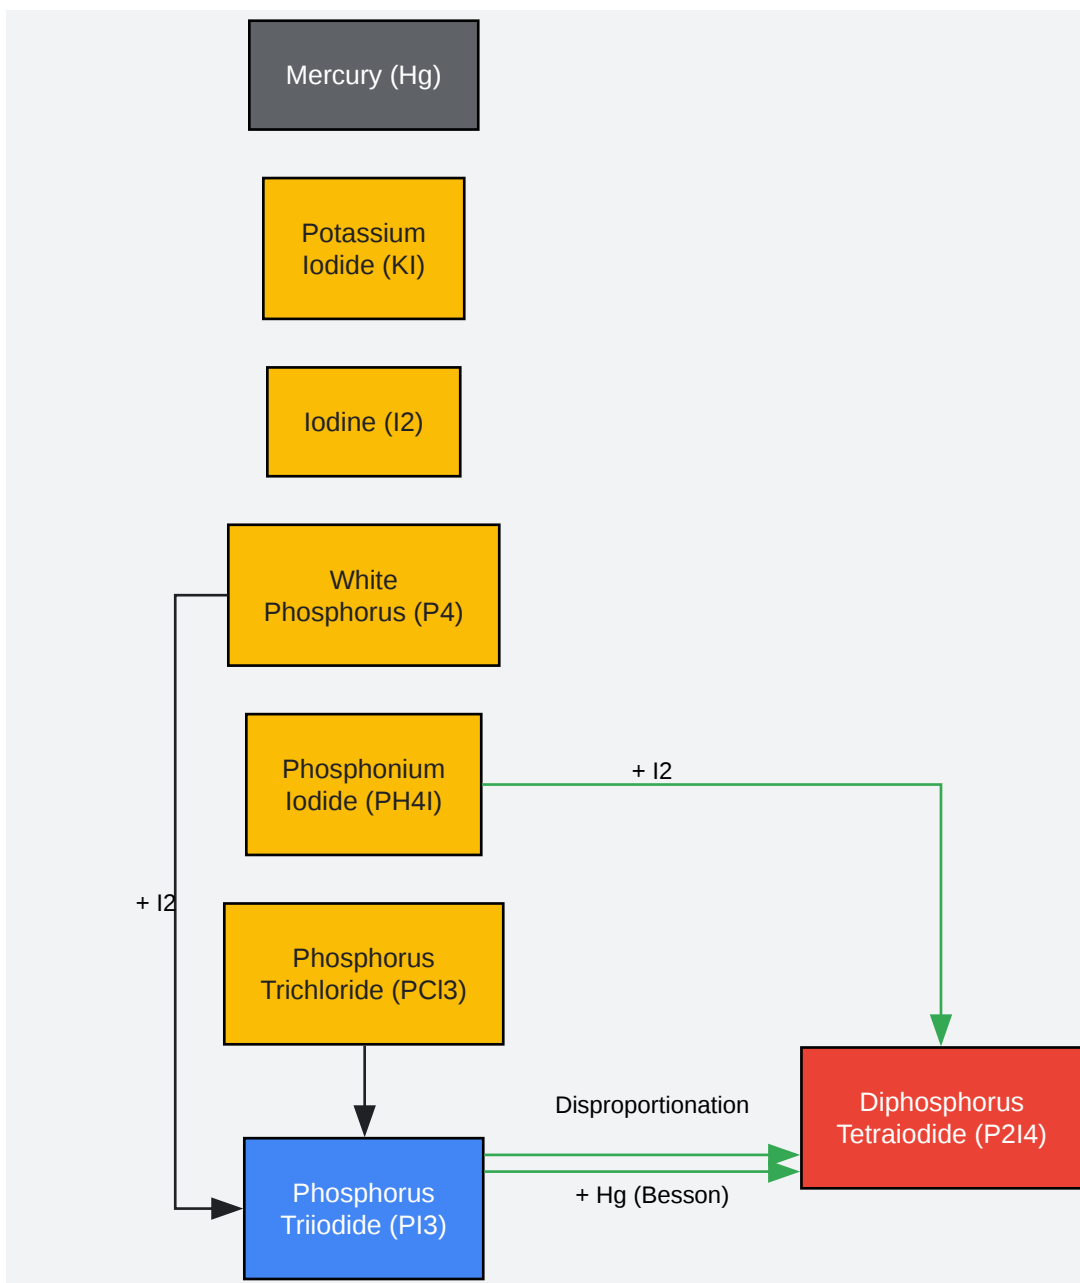 Mercury (Hg)
Potassium
Iodide (KI)
Iodine (I2)
White
Phosphorus (P4)
Phosphonium
Iodide (PH4I)
+ I2
+ I2
Phosphorus
Trichloride (PCl3)
Disproportionation
Diphosphorus
Tetraiodide (P2I4)
+ Hg (Besson)
Phosphorus
Triiodide (PI3)